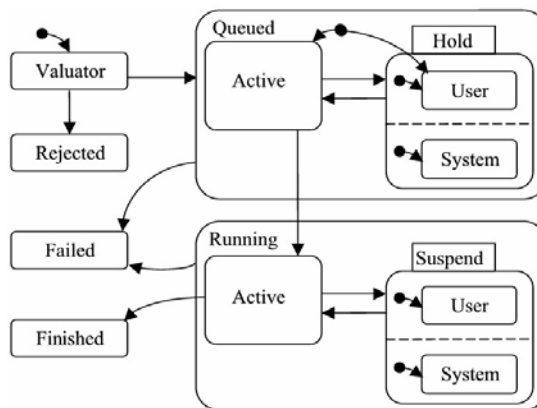 Queued
Hold
Valuator
Active
User
Rejected
System
Failed
Running
Suspend
Active
User
Finished
System